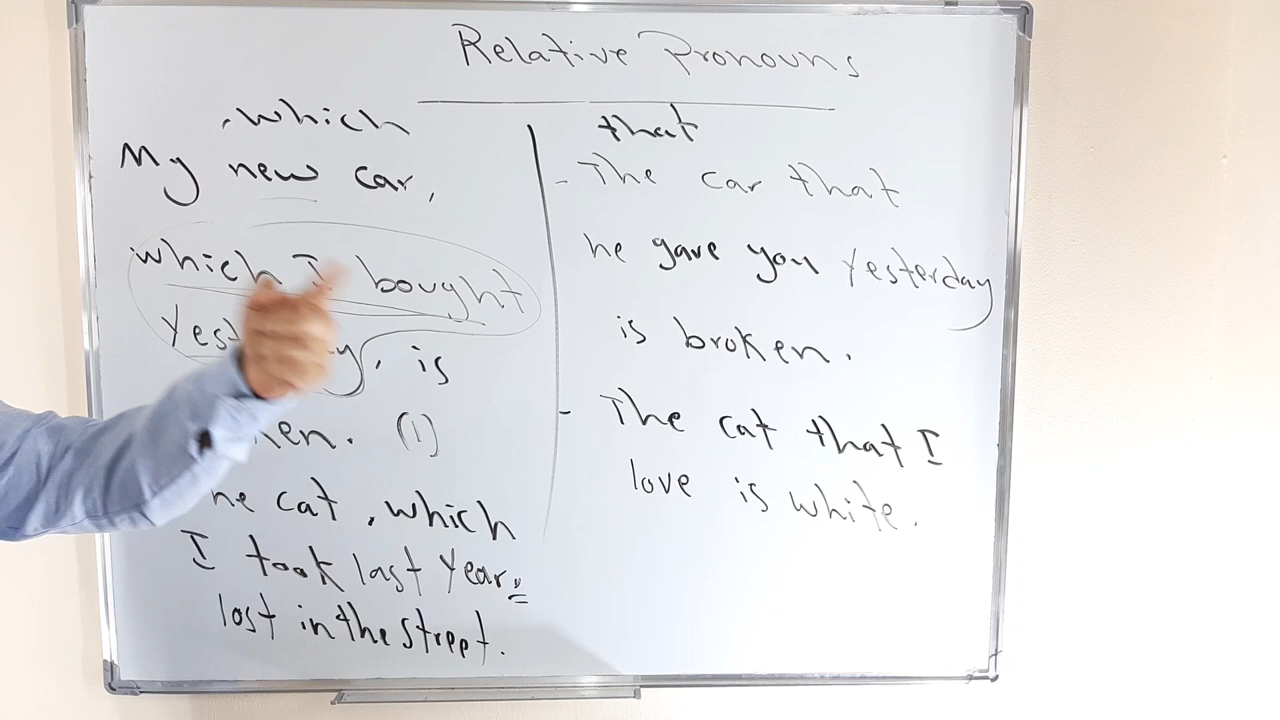 Relative Pronouns
, which
My new car,
which I bought
Yest y, is
ken. (1)
he cat, which
I took last year,
lost in the street.
that
- The car that
he gave you yesterday
is broken.
- The cat that I
love is white.